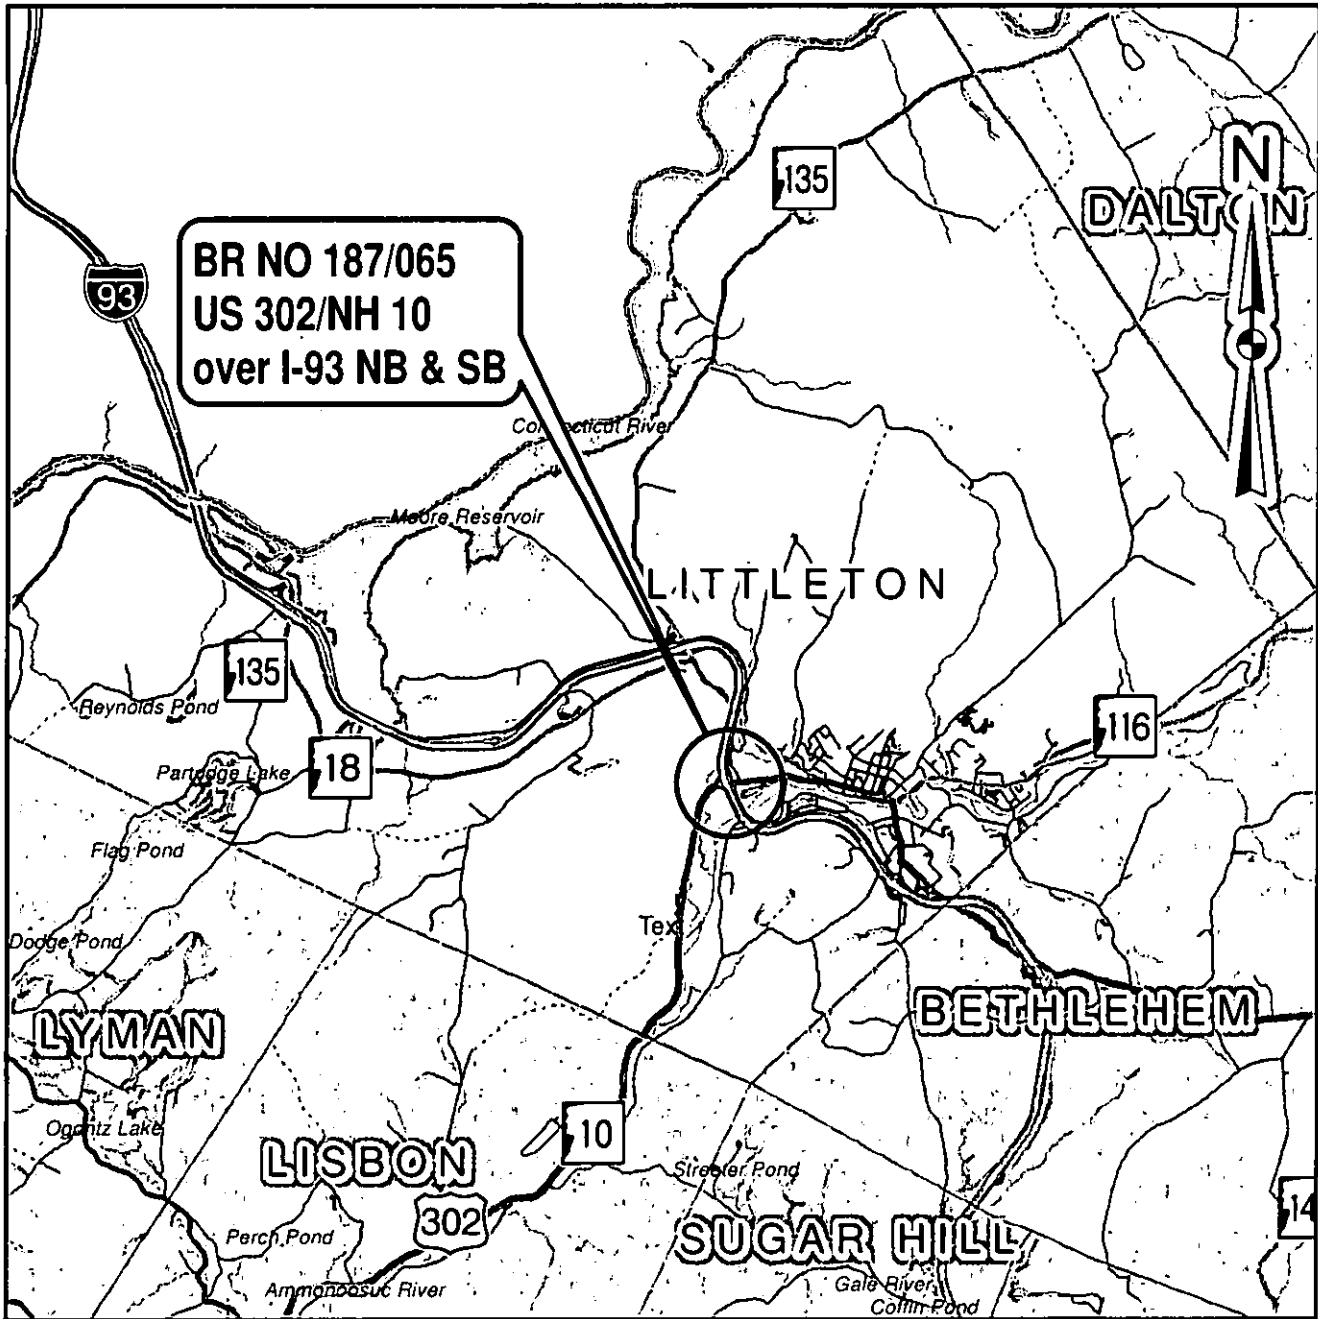 135
N
DALTON
BR NO 187/065
US 302/NH 10
over I-93 NB & SB
93
Connecticut River
Moore Reservoir
LITTLETON
135
Reynolds Pond
116
Partridge Lake
18
Flag Pond
Tex
Dodge Pond
BETHLEHEM
LYMAN
Ogontz Lake
10
LISBON
Streeter Pond
14
302
SUGAR HILL
Perch Pond
Ammonoosuc River
Gale River
Coffin Pond